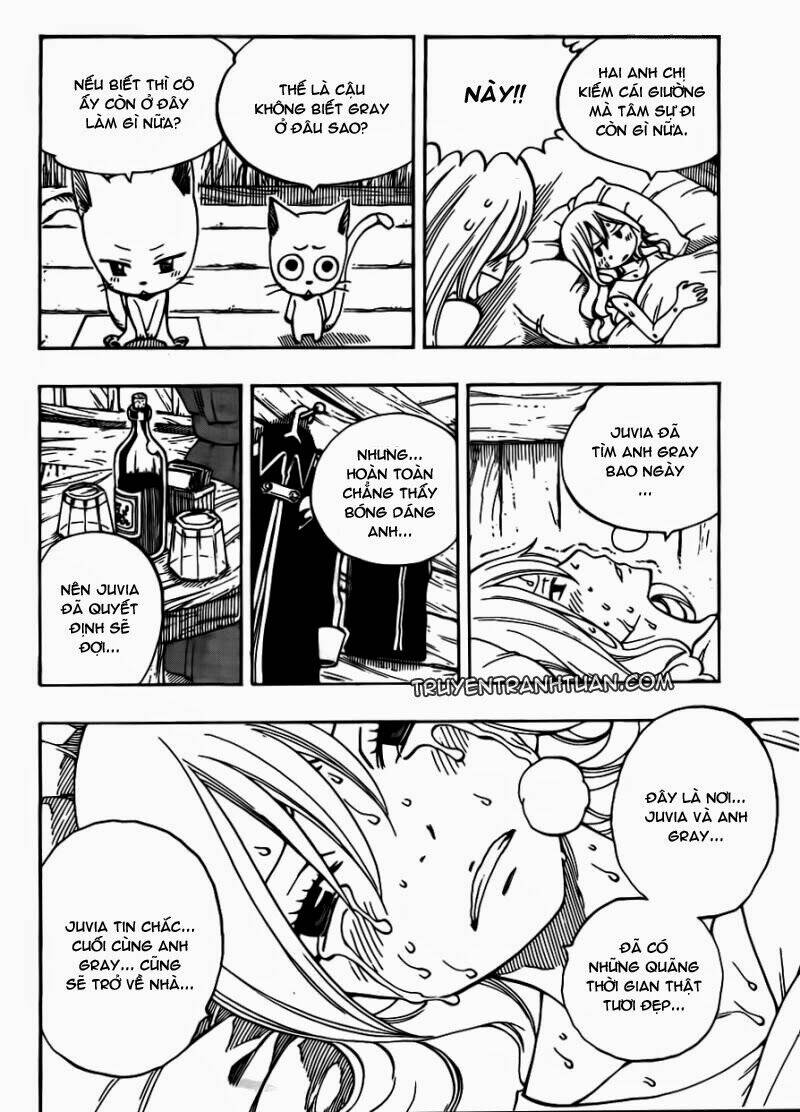 HAI ANH CHỊ
KIẾM CÁI GIƯỜNG
MÀ TÂM SỰ ĐI
CÒN GÌ NỮA.
NÀY!!
THẾ LÀ CẬU
KHÔNG BIẾT GRAY
Ở ĐÂU SAO?
NẾU BIẾT THÌ CÔ
ẤY CÒN Ở ĐÂY
LÀM GÌ NỮA?
JUVIA ĐÃ
TÌM ANH GRAY
BAO NGÀY
...
NHƯNG...
HOÀN TOÀN
CHẲNG THẤY
BÓNG DÁNG
ANH...
NÊN JUVIA
ĐÃ QUYẾT
ĐỊNH SẼ
ĐỢI...
TRUYENTRANHTUAN.COM
ĐÂY LÀ NƠI...
JUVIA VÀ ANH
GRAY...
ĐÃ CÓ
NHỮNG QUÃNG
THỜI GIAN THẬT
TƯƠI ĐẸP...
JUVIA TIN CHẮC...
CUỐI CÙNG ANH
GRAY... CŨNG
SẼ TRỞ VỀ NHÀ...